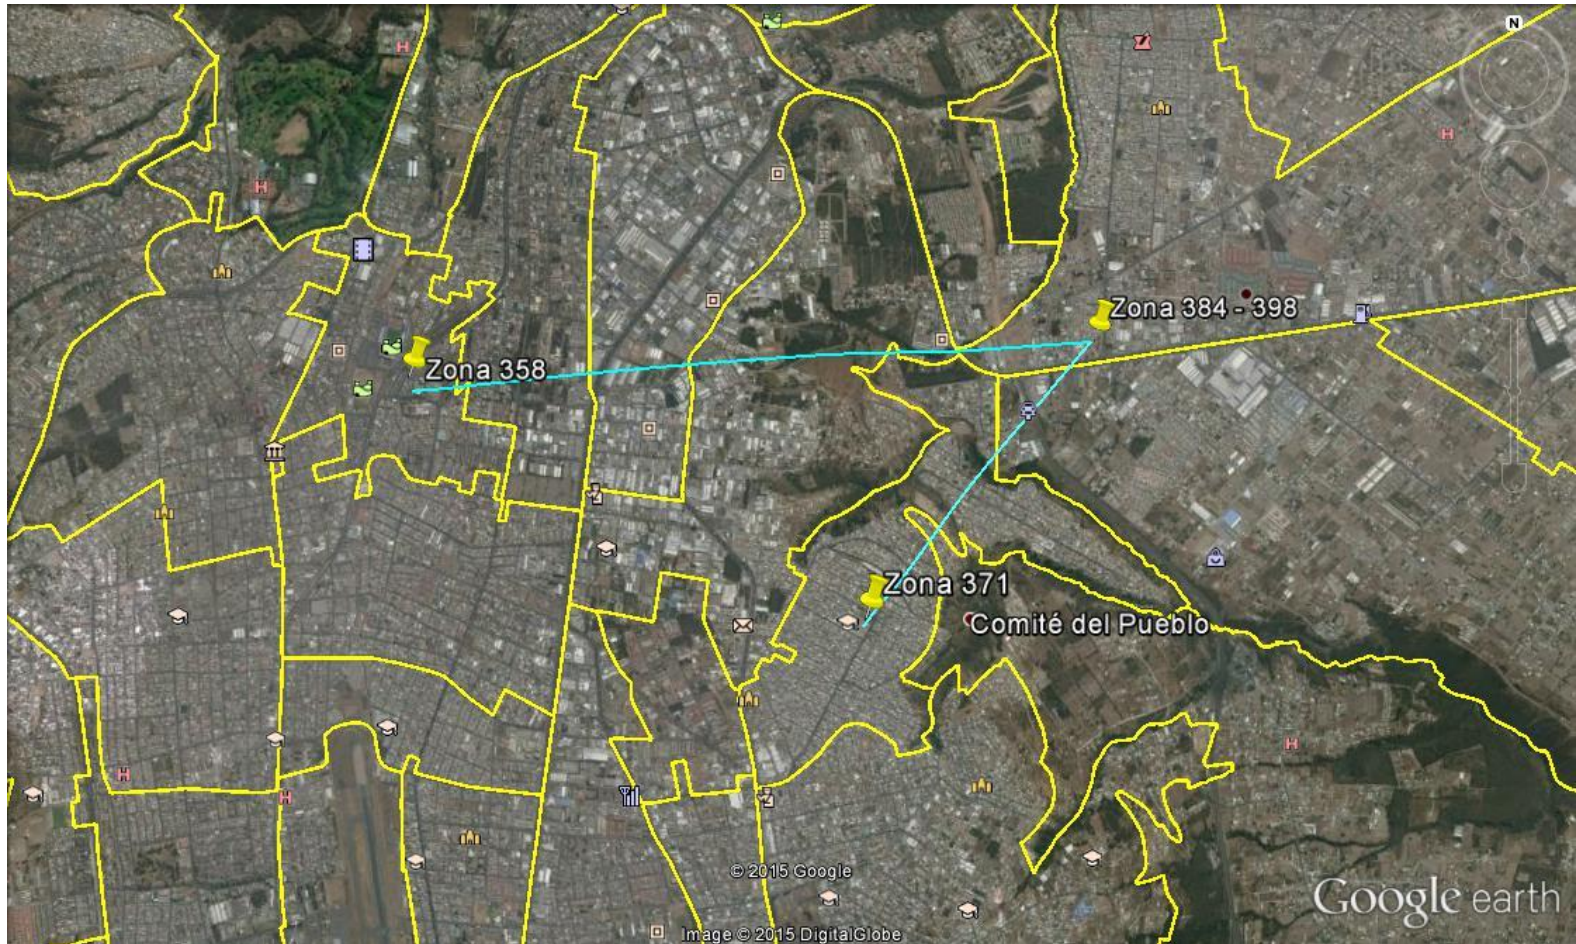 N
Zona 384 - 398
Zona 358
Zona 371
Comité del Pueblo
© 2015 Google
Google earth
Image © 2015 DigitalGlobe